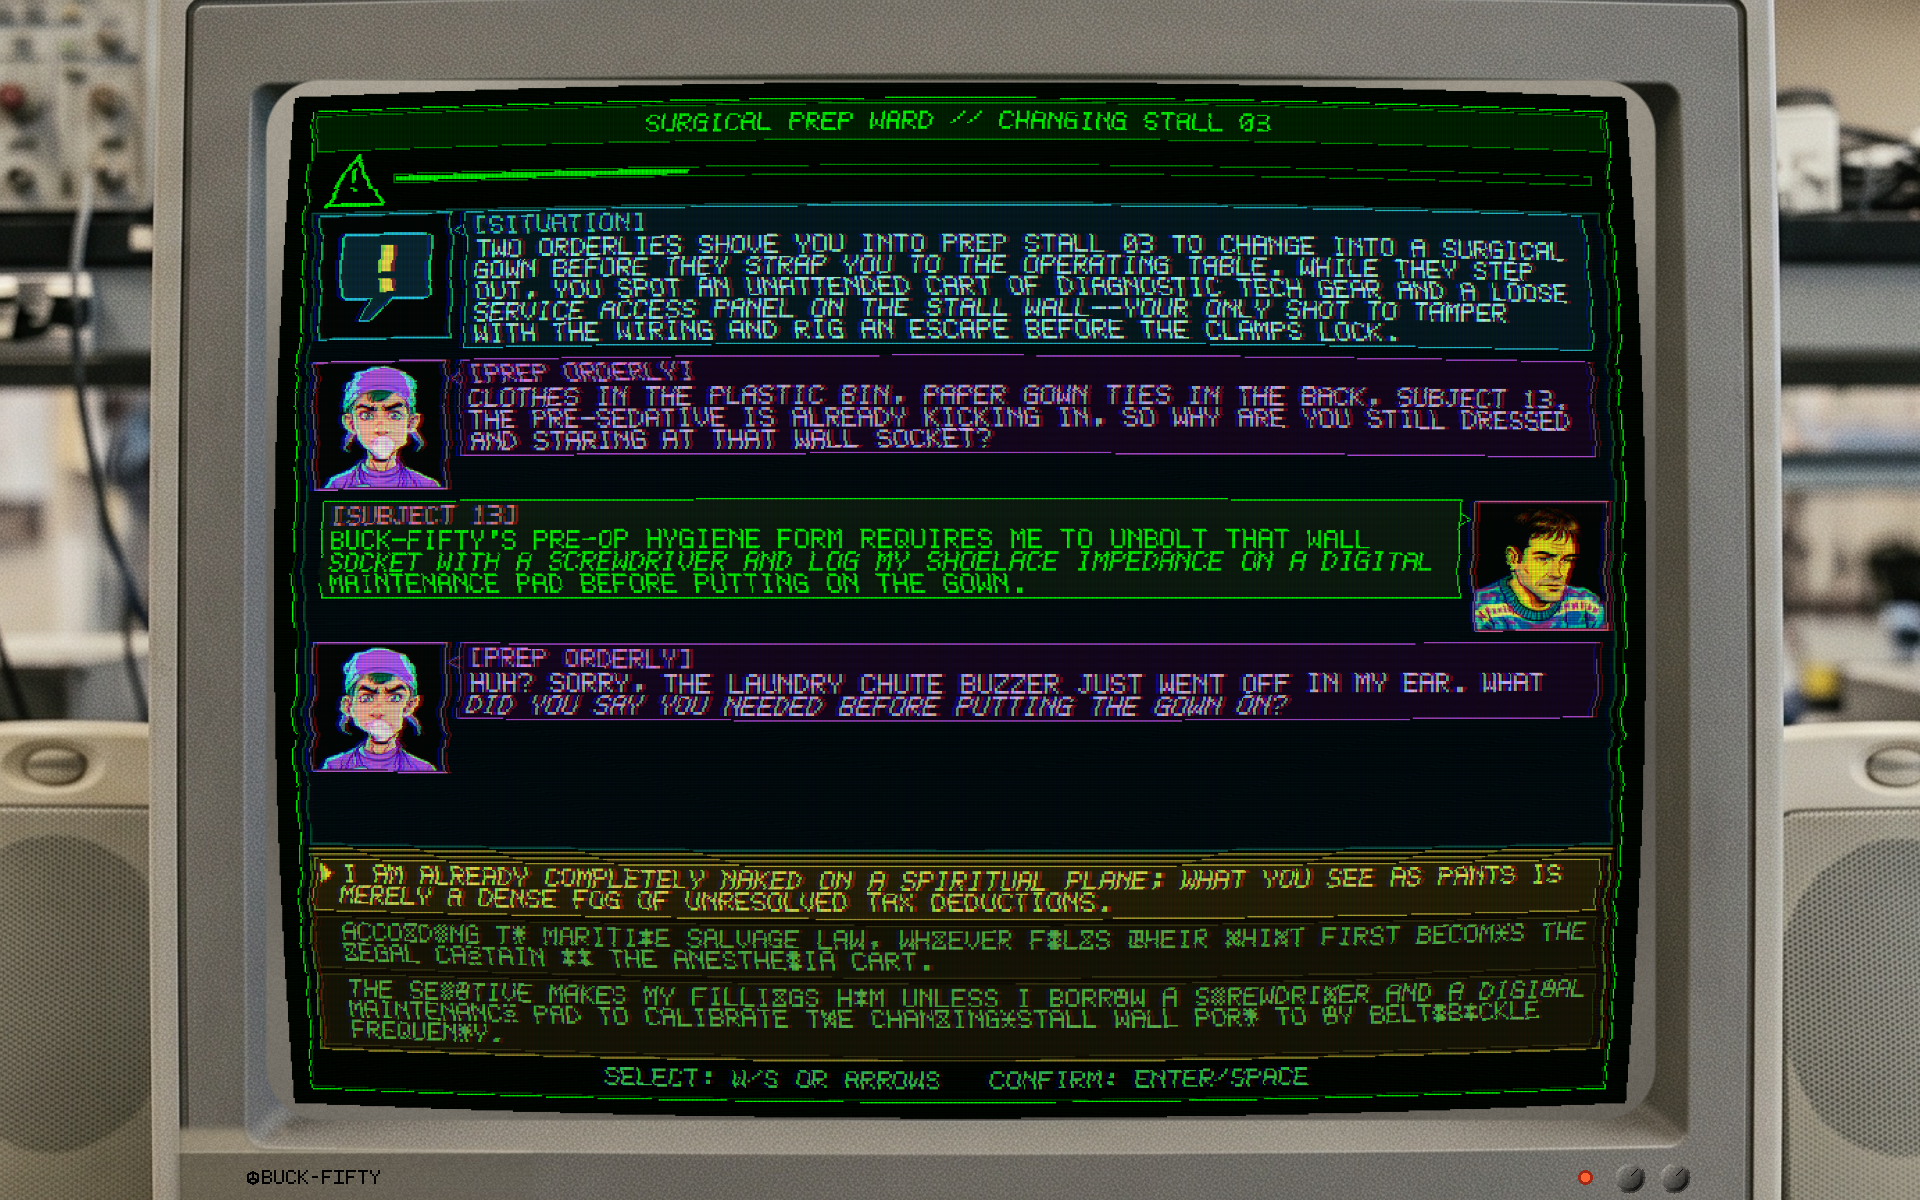 SURGICAL PREP WARD // CHANGING STALL 03
[SITUATION]
TWO ORDERLIES SHOVE YOU INTO PREP STALL 03 TO CHANGE INTO A SURGICAL
GOWN BEFORE THEY STRAP YOU TO THE OPERATING TABLE. WHILE THEY STEP
OUT, YOU SPOT AN UNATTENDED CART OF DIAGNOSTIC TECH GEAR AND A LOOSE
SERVICE ACCESS PANEL ON THE STALL WALL--YOUR ONLY SHOT TO TAMPER
WITH THE WIRING AND RIG AN ESCAPE BEFORE THE CLAMPS LOCK.
[PREP ORDERLY]
CLOTHES IN THE PLASTIC BIN. PAPER GOWN TIES IN THE BACK, SUBJECT 13.
THE PRE-SEDATIVE IS ALREADY KICKING IN. SO WHY ARE YOU STILL DRESSED
AND STARING AT THAT WALL SOCKET?
[SUBJECT 13]
BUCK-FIFTY'S PRE-OP HYGIENE FORM REQUIRES ME TO UNBOLT THAT WALL
SOCKET WITH A SCREWDRIVER AND LOG MY SHOELACE IMPEDANCE ON A DIGITAL
MAINTENANCE PAD BEFORE PUTTING ON THE GOWN.
[PREP ORDERLY]
HUH? SORRY, THE LAUNDRY CHUTE BUZZER JUST WENT OFF IN MY EAR. WHAT
DID YOU SAY YOU NEEDED BEFORE PUTTING THE GOWN ON?
I AM ALREADY COMPLETELY NAKED ON A SPIRITUAL PLANE; WHAT YOU SEE AS PANTS IS
MERELY A DENSE FOG OF UNRESOLVED TAX DEDUCTIONS.
MARITI*E SALVAGE LAW, FIRST THE
THE CART.
THE MAKES MY UNLESS I A AND A
PAD TO CALIBRATE WALL TO
SELECT: W/S OR ARROWS CONFIRM: ENTER/SPACE
BUCK-FIFTY